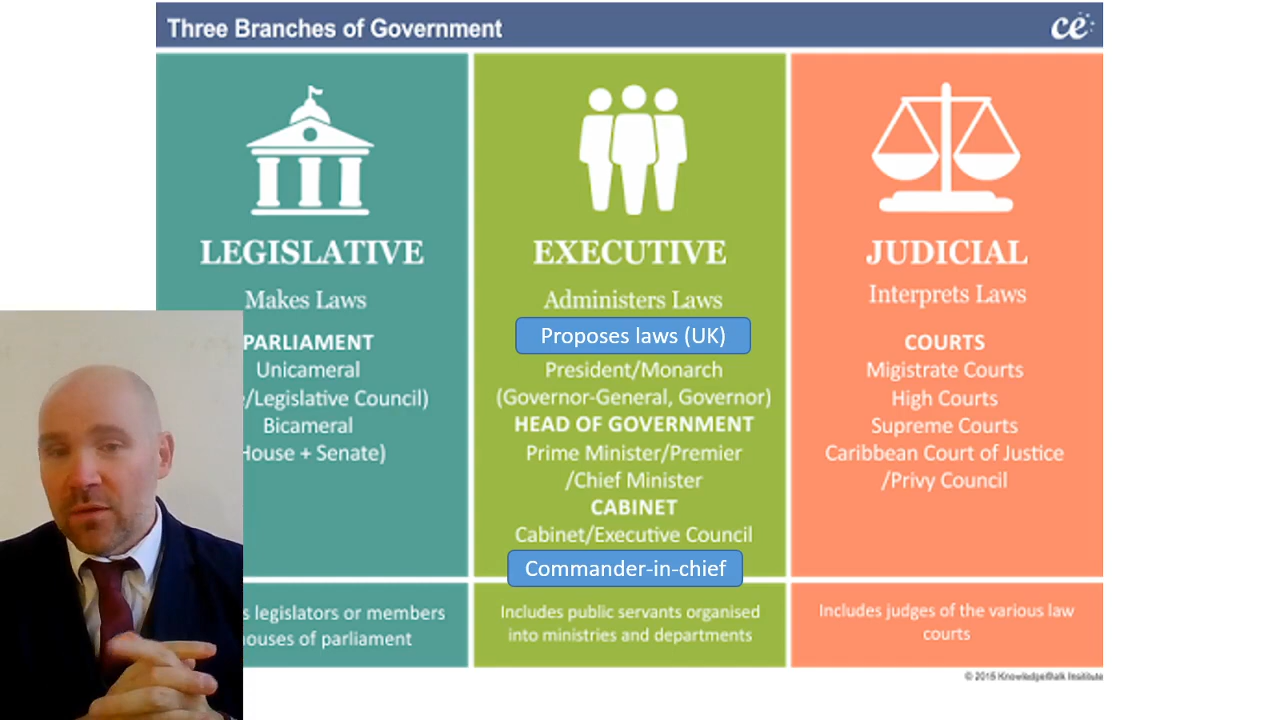 Three Branches of Government
ce
LEGISLATIVE
Makes Laws
PARLIAMENT
Unicameral
/Legislative Council)
Bicameral
House + Senate)
legislators or members
houses of parliament
EXECUTIVE
Administers Laws
Proposes laws (UK)
President/Monarch
(Governor-General, Governor)
HEAD OF GOVERNMENT
Prime Minister/Premier
/Chief Minister
CABINET
Cabinet/Executive Council
Commander-in-chief
Includes public servants organised
into ministries and departments
JUDICIAL
Interprets Laws
COURTS
Migistrate Courts
High Courts
Supreme Courts
Caribbean Court of Justice
/Privy Council
Includes judges of the various law
courts
© 2015 KnowledgeWalk Institute